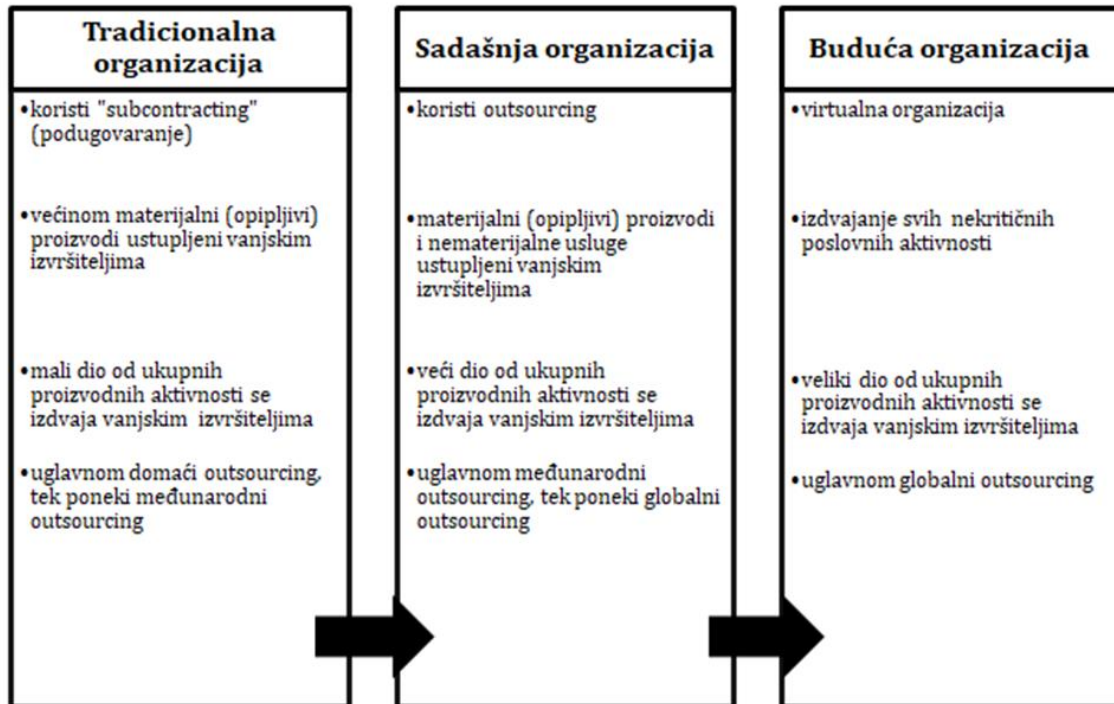 Tradicionalna
organizacija
•koristi "subcontracting"
(podugovaranje)
•većinom materijalni (opipljivi)
proizvodi ustupljeni vanjskim
izvršiteljima
•mali dio od ukupnih
proizvodnih aktivnosti se
izdvaja vanjskim izvršiteljima
•uglavnom domaći outsourcing,
tek poneki međunarodni
outsourcing
Sadašnja organizacija
•koristi outsourcing
•materijalni (opipljivi) proizvodi
i nematerijalne usluge
ustupljeni vanjskim
izvršiteljima
•veći dio od ukupnih
proizvodnih aktivnosti se
izdvaja vanjskim izvršiteljima
•uglavnom međunarodni
outsourcing, tek poneki globalni
outsourcing
Buduća organizacija
•virtualna organizacija
•izdvajanje svih nekritičnih
poslovnih aktivnosti
•veliki dio od ukupnih
proizvodnih aktivnosti se
izdvaja vanjskim izvršiteljima
•uglavnom globalni outsourcing